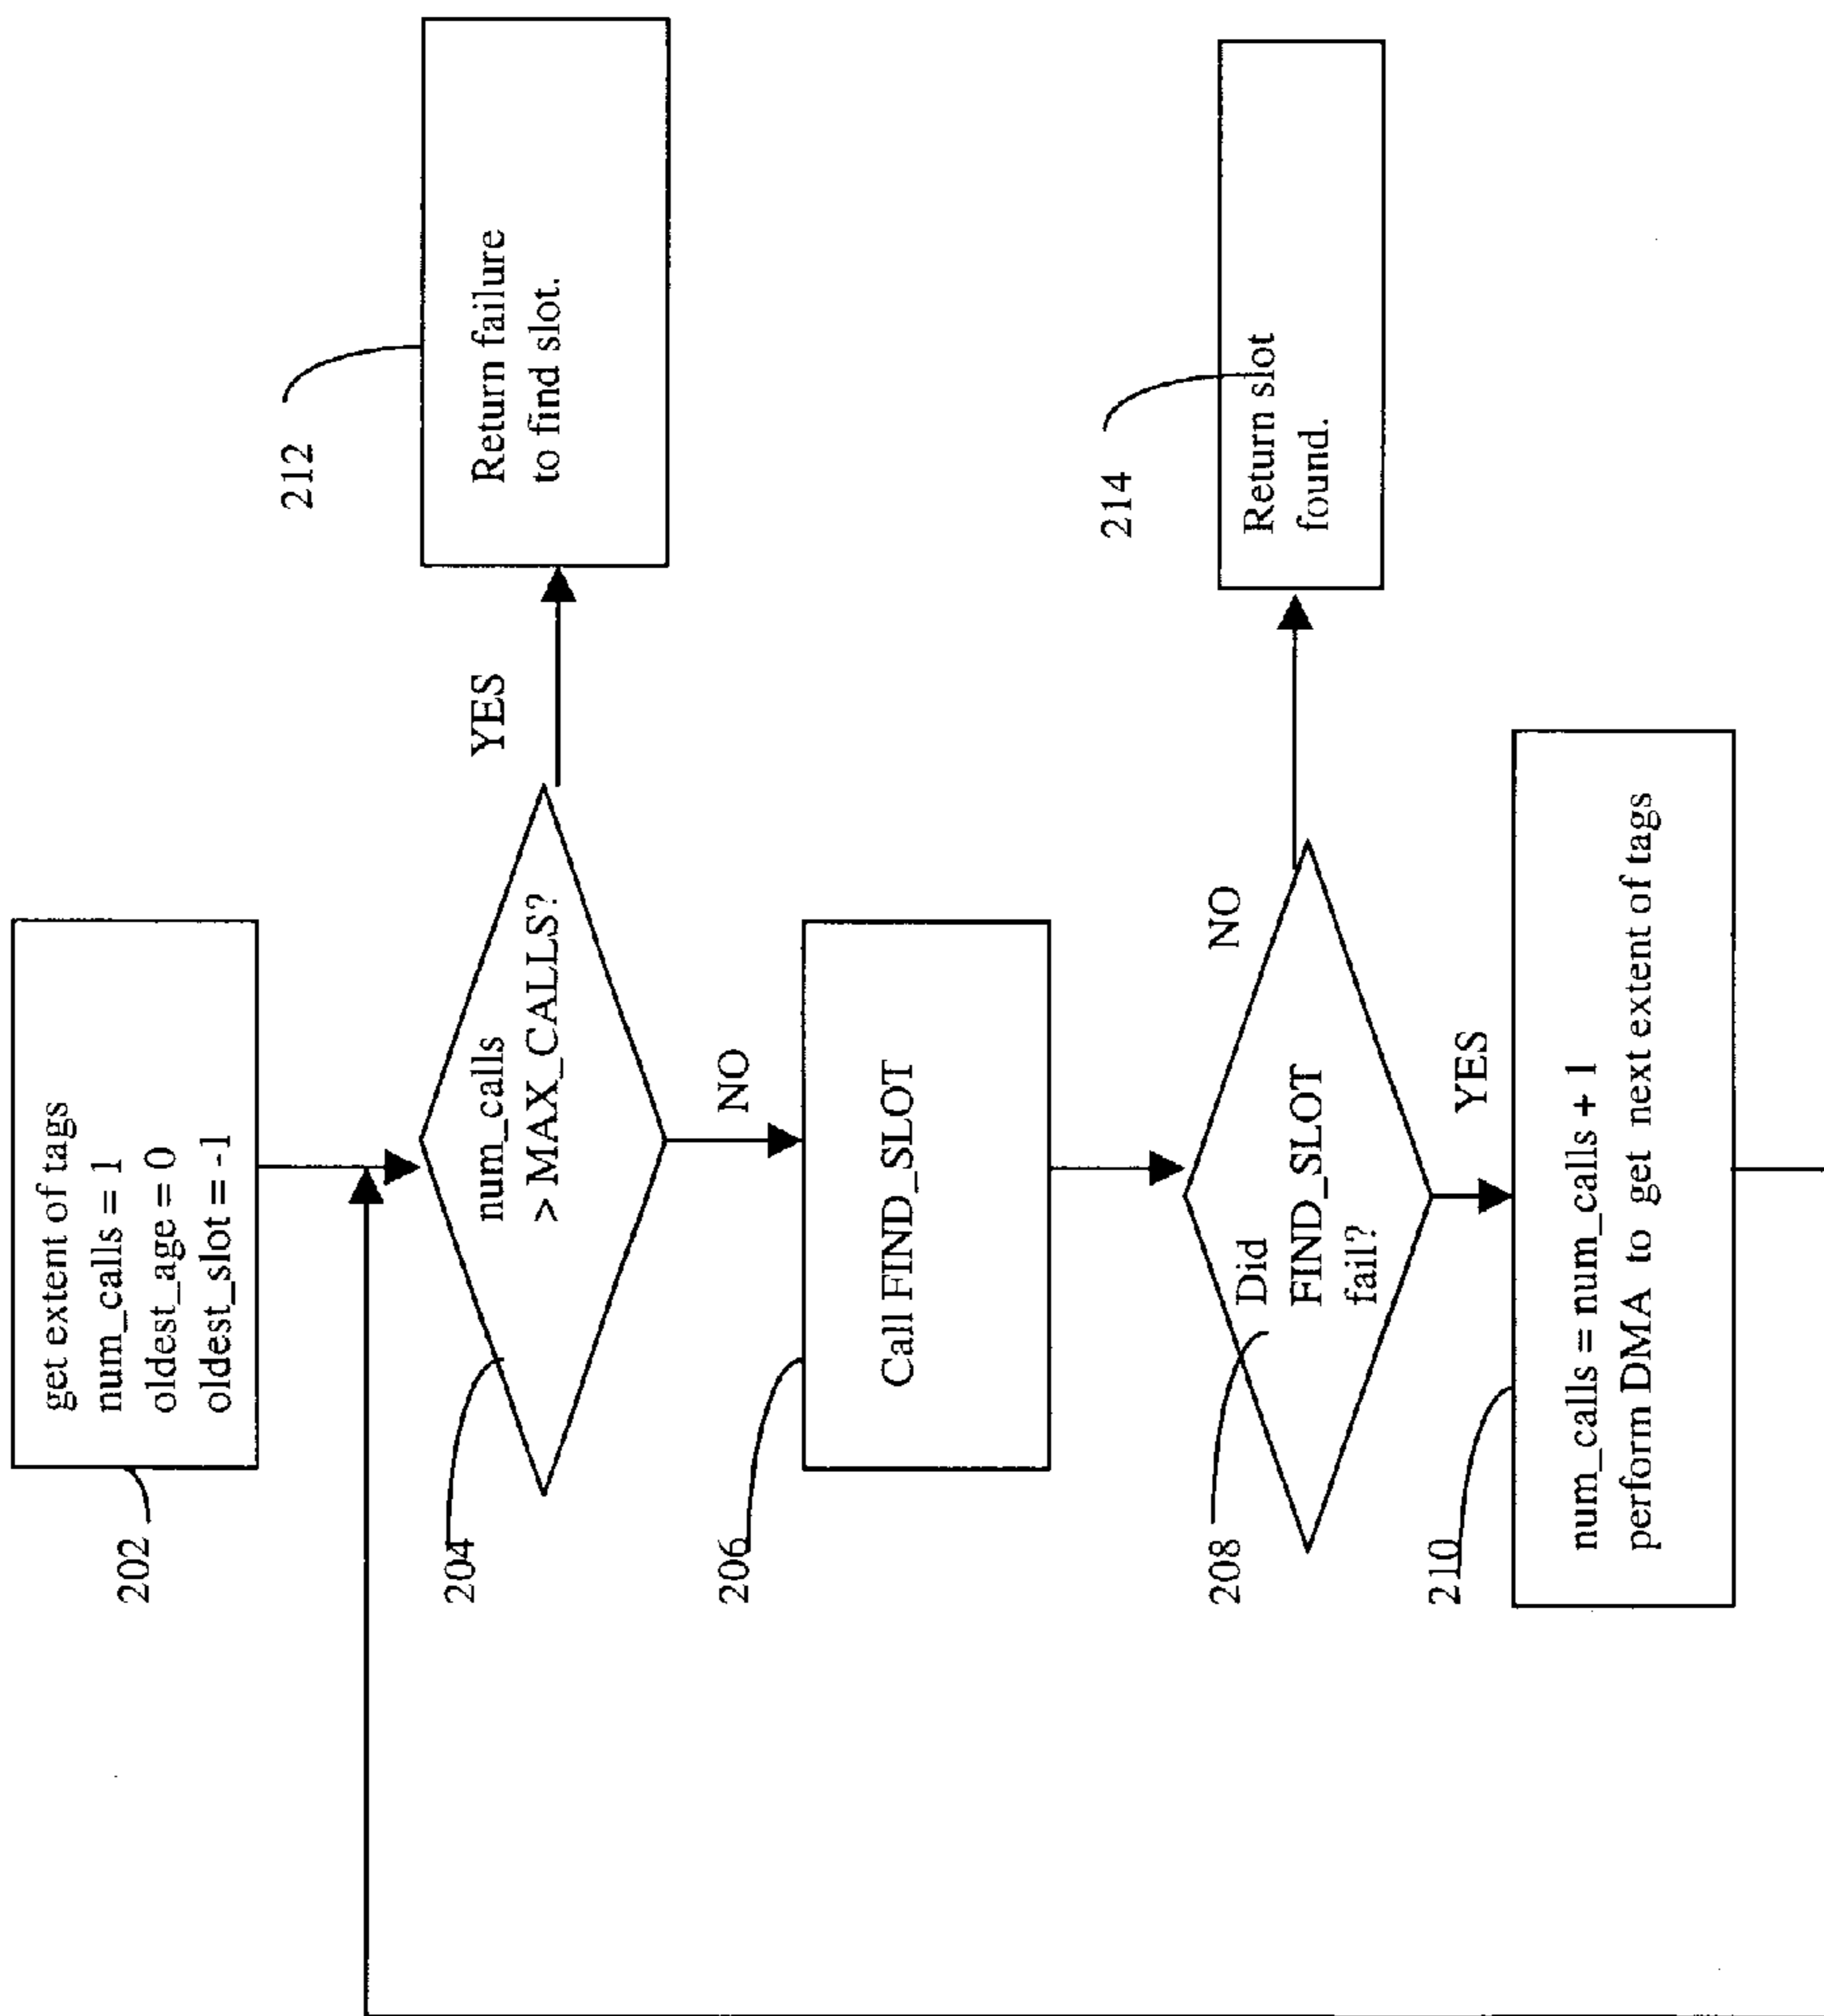 202
get extent of tags
num_calls = 1
oldest_age = 0
oldest_slot = -1
204
num_calls
> MAX_CALLS?
YES
212
Return failure
to find slot.
NO
206
Call FIND_SLOT
208
Did
FIND_SLOT
fail?
NO
214
Return slot
found.
YES
210
num_calls = num_calls + 1
perform DMA to get next extent of tags